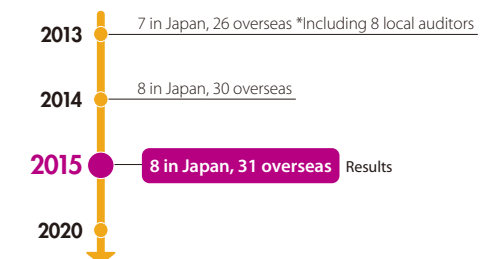 2013 7 in Japan, 26 overseas *Including 8 local auditors
2014 8 in Japan, 30 overseas
2015 8 in Japan, 31 overseas Results
2020